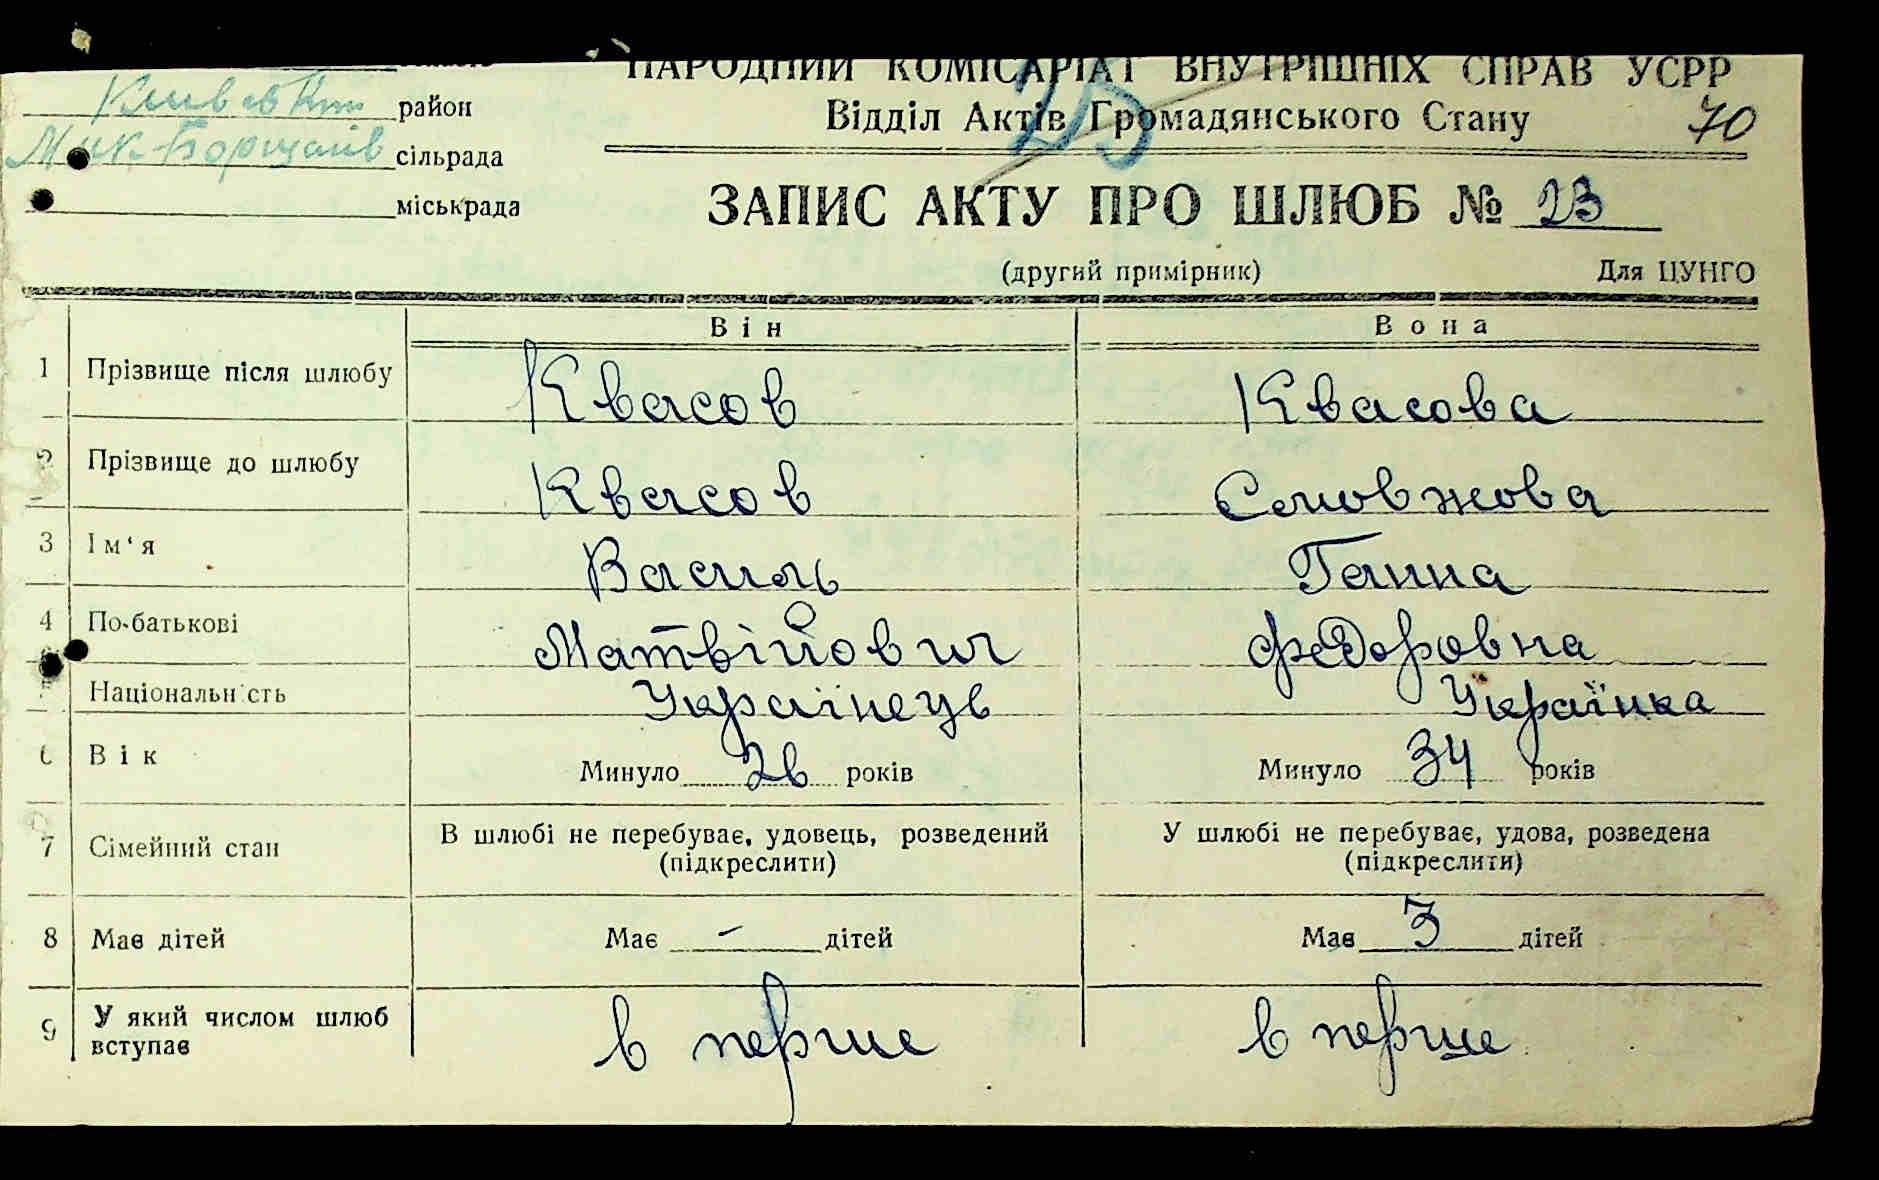 Київський район
Мик. Борщагів сільрада
міськрада
НАРОДНИЙ КОМІСАРІАТ ВНУТРІШНІХ СПРАВ УСРР
Відділ Актів Громадянського Стану 70
ЗАПИС АКТУ ПРО ШЛЮБ № 23
(другий примірник) Для ЦУНГО
Він Вона
1 Прізвище після шлюбу Квасов Квасова
2 Прізвище до шлюбу Квасов
3 Ім'я Василь Ганна
4 По-батькові Матвійович Федоровна
Національність Українець Українка
6 Вік Минуло 26 років Минуло 34 років
7 Сімейний стан В шлюбі не перебуває, удовець, розведений (підкреслити) У шлюбі не перебуває, удова, розведена (підкреслити)
8 Має дітей Має - дітей Має 3 дітей
9 У який числом шлюб вступає в перше в перше